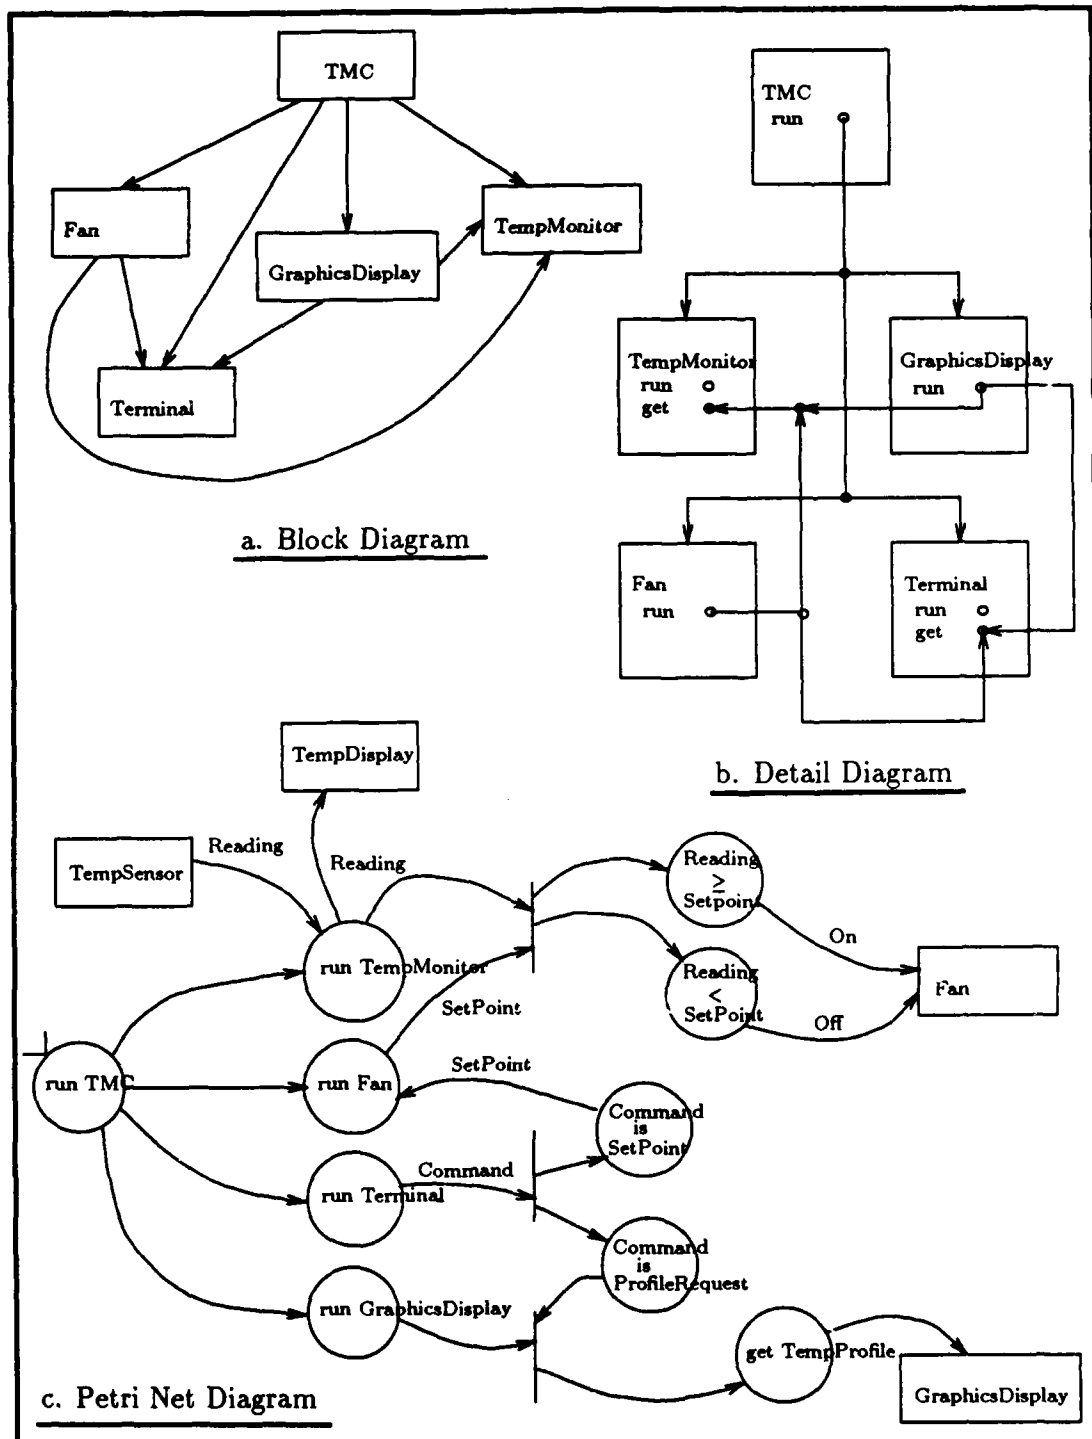 TMC
Fan
TempMonitor
GraphicsDisplay
Terminal
a. Block Diagram
TMC
run
TempMonitor
run
get
GraphicsDisplay
run
Fan
run
Terminal
run
get
b. Detail Diagram
TempDisplay
TempSensor
Reading
Reading
run TempMonitor
SetPoint
Reading
≥
Setpoint
On
Reading
<
SetPoint
Off
Fan
run TMC
run Fan
SetPoint
Command
is
SetPoint
run Terminal
Command
Command
is
ProfileRequest
run GraphicsDisplay
get TempProfile
GraphicsDisplay
c. Petri Net Diagram